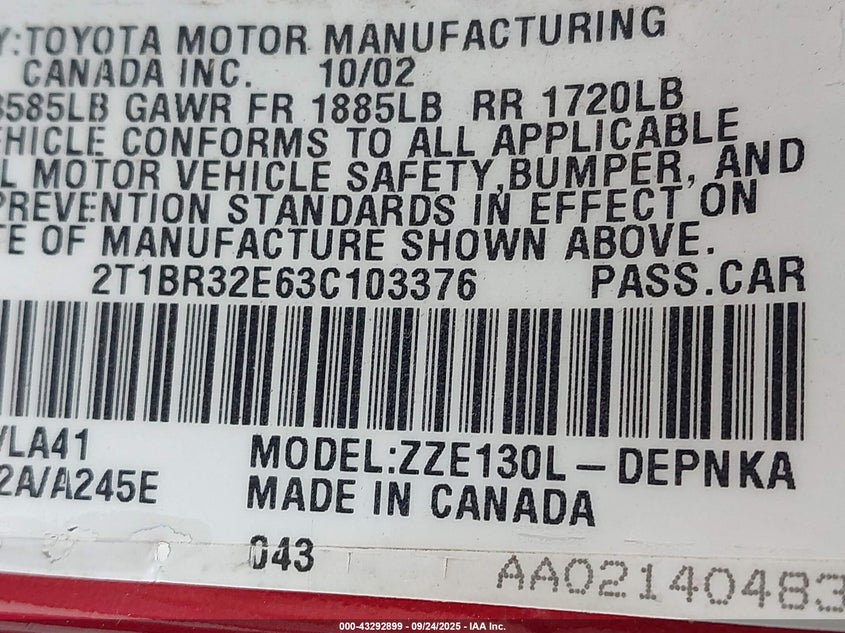 Y:TOYOTA MOTOR MANUFACTURING
CANADA INC. 10/02
3585LB GAWR FR 1885LB RR 1720LB
EHICLE CONFORMS TO ALL APPLICABLE
L MOTOR VEHICLE SAFETY,BUMPER, AND
PREVENTION STANDARDS IN EFFECT ON
TE OF MANUFACTURE SHOWN ABOVE.
2T1BR32E63C103376 PASS.CAR
/LA41 MODEL:ZZE130L-DEPNKA
2A/A245E MADE IN CANADA
043
AA02140483
000-43292899 - 09/24/2025 - IAA Inc.